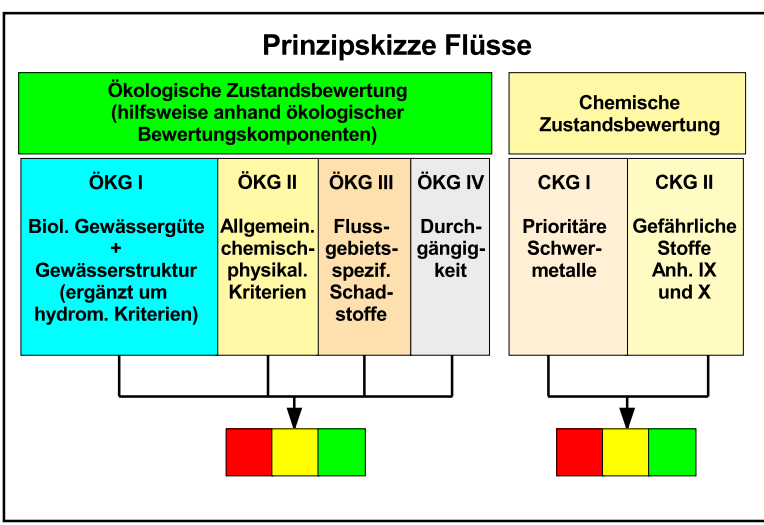 Prinzipskizze Flüsse
Ökologische Zustandsbewertung
(hilfsweise anhand ökologischer
Bewertungskomponenten)
Chemische
Zustandsbewertung
ÖKG I
Biol. Gewässergüte
+
Gewässerstruktur
(ergänzt um
hydrom. Kriterien)
ÖKG II
Allgemein.
chemisch-
physikal.
Kriterien
ÖKG III
Fluss-
gebiets-
spezif.
Schad-
stoffe
ÖKG IV
Durch-
gängig-
keit
CKG I
Prioritäre
Schwer-
metalle
CKG II
Gefährliche
Stoffe
Anh. IX
und X